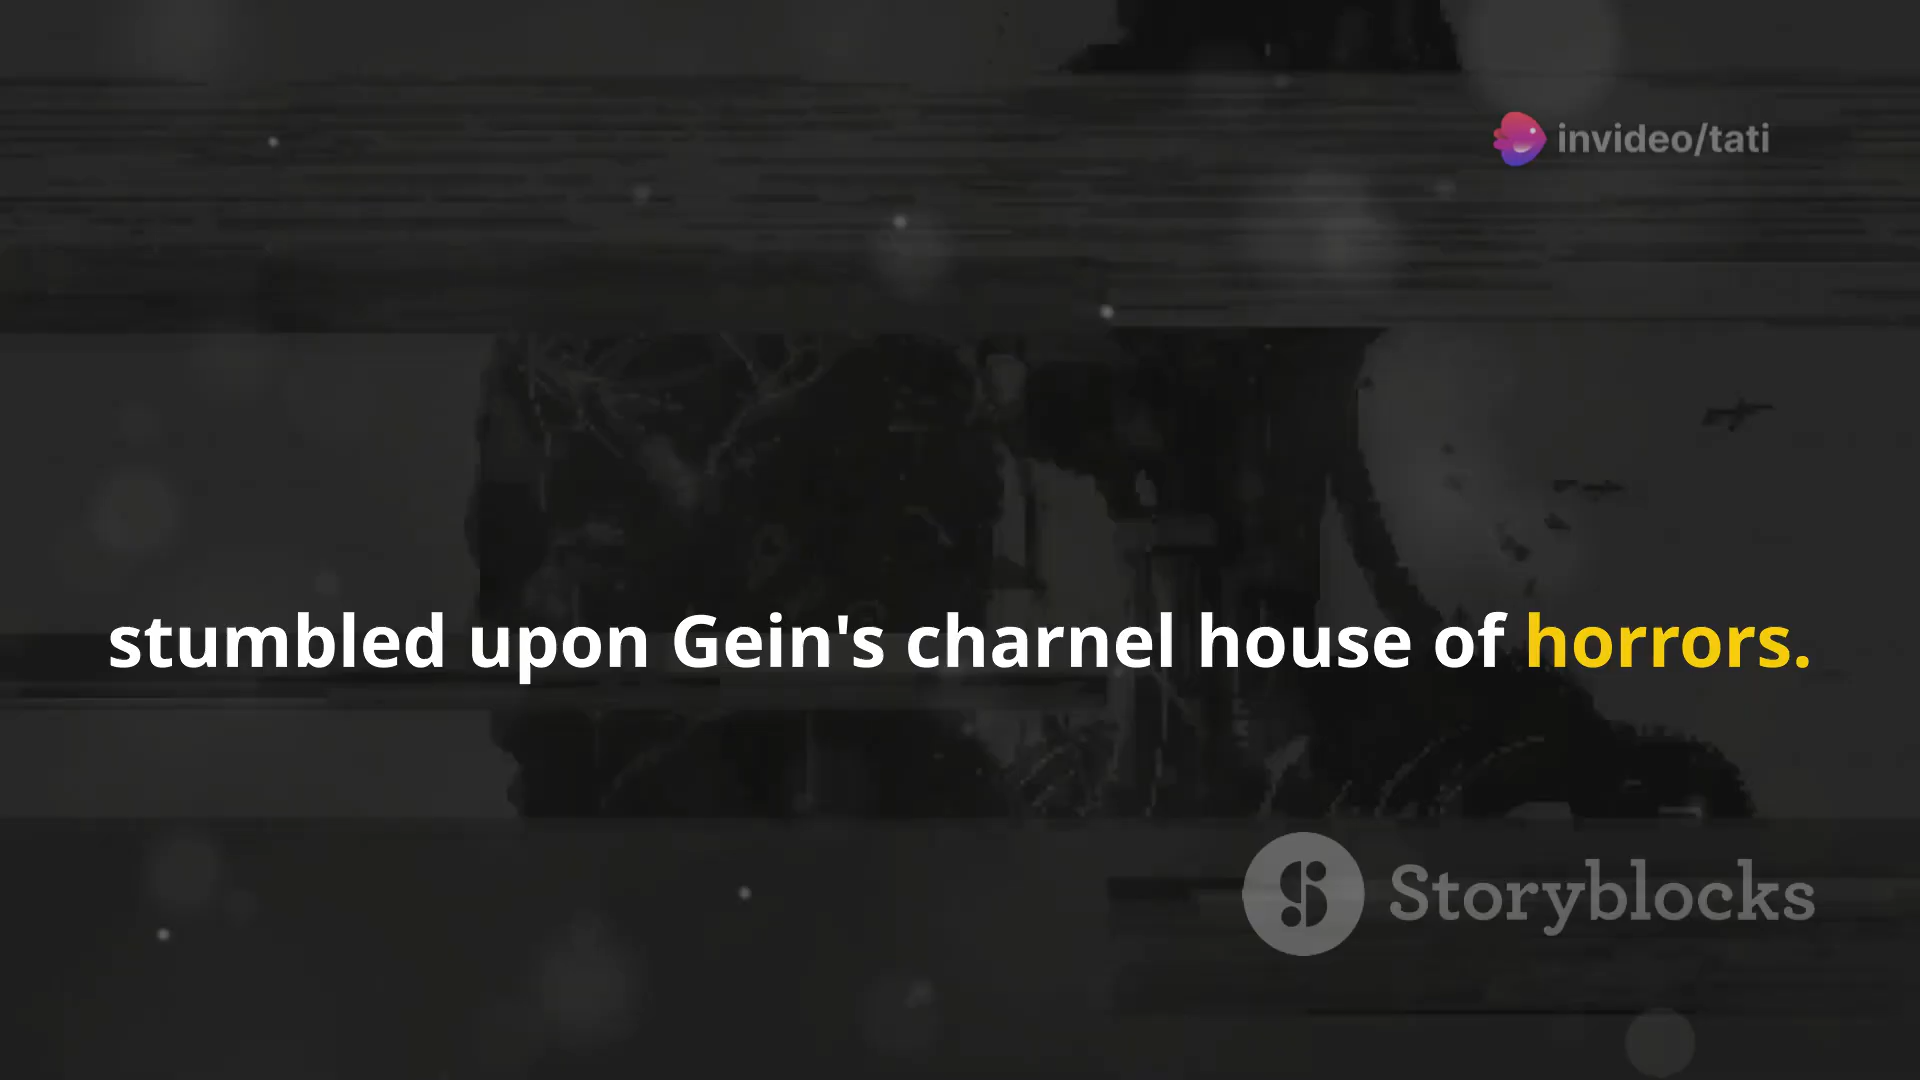 invideo/tati
stumbled upon Gein's charnel house of horrors.
Storyblocks